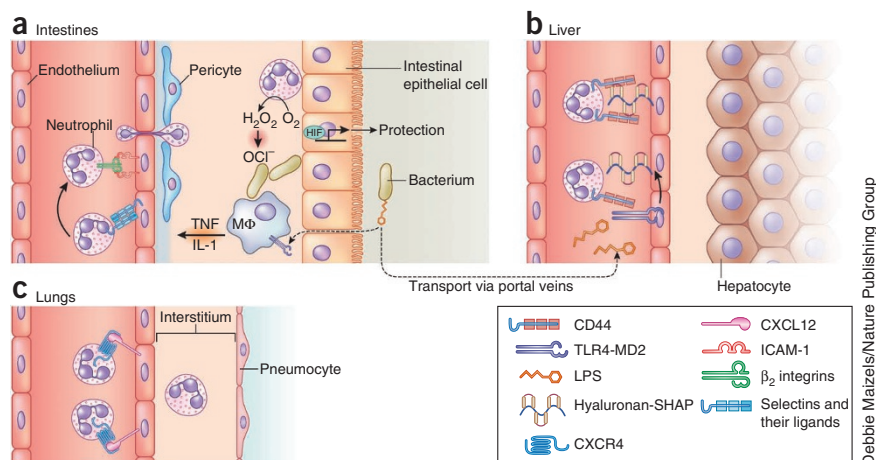 a Intestines
Endothelium
Pericyte
Intestinal
epithelial cell
Neutrophil
H₂O₂ O₂
HIF
Protection
OCl⁻
Bacterium
MΦ
TNF
IL-1
Transport via portal veins
b Liver
Hepatocyte
c Lungs
Interstitium
Pneumocyte
CD44
TLR4-MD2
LPS
Hyaluronan-SHAP
CXCR4
CXCL12
ICAM-1
β₂ integrins
Selectins and
their ligands
Debbie Maizels/Nature Publishing Group